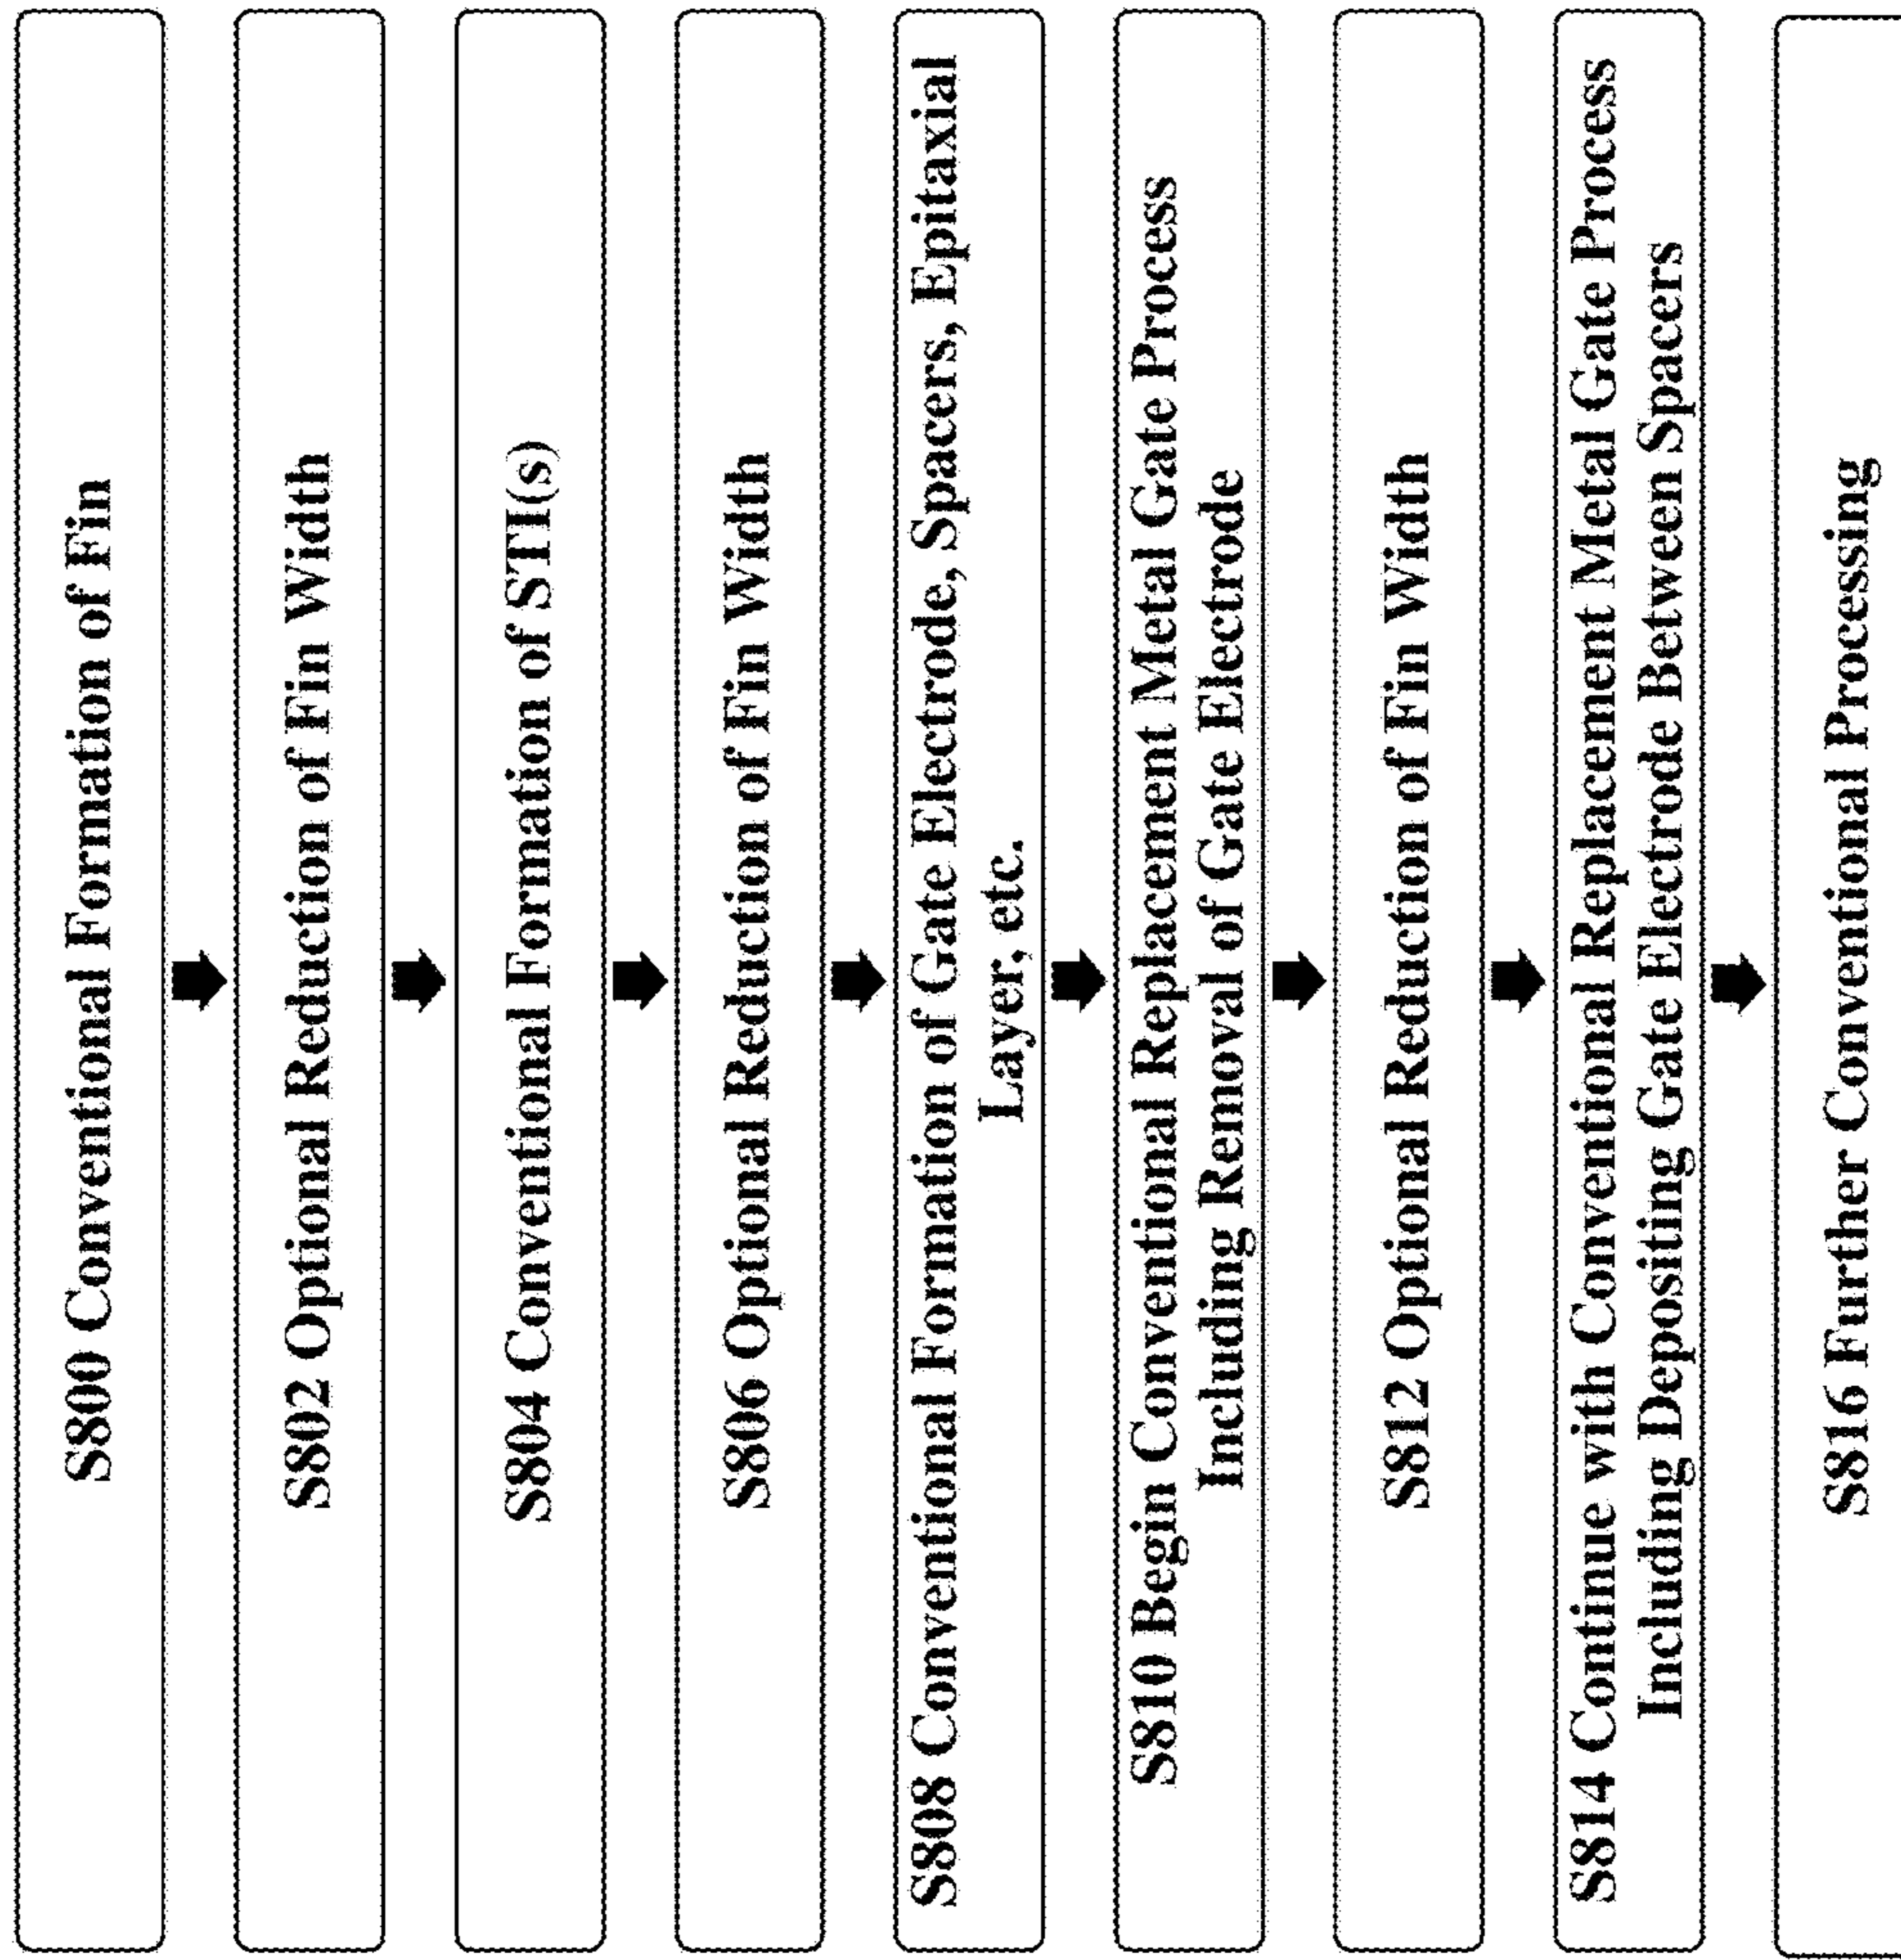 S800 Conventional Formation of Fin
S802 Optional Reduction of Fin Width
S804 Conventional Formation of STI(s)
S806 Optional Reduction of Fin Width
S808 Conventional Formation of Gate Electrode, Spacers, Epitaxial
Layer, etc.
S810 Begin Conventional Replacement Metal Gate Process
Including Removal of Gate Electrode
S812 Optional Reduction of Fin Width
S814 Continue with Conventional Replacement Metal Gate Process
Including Depositing Gate Electrode Between Spacers
S816 Further Conventional Processing